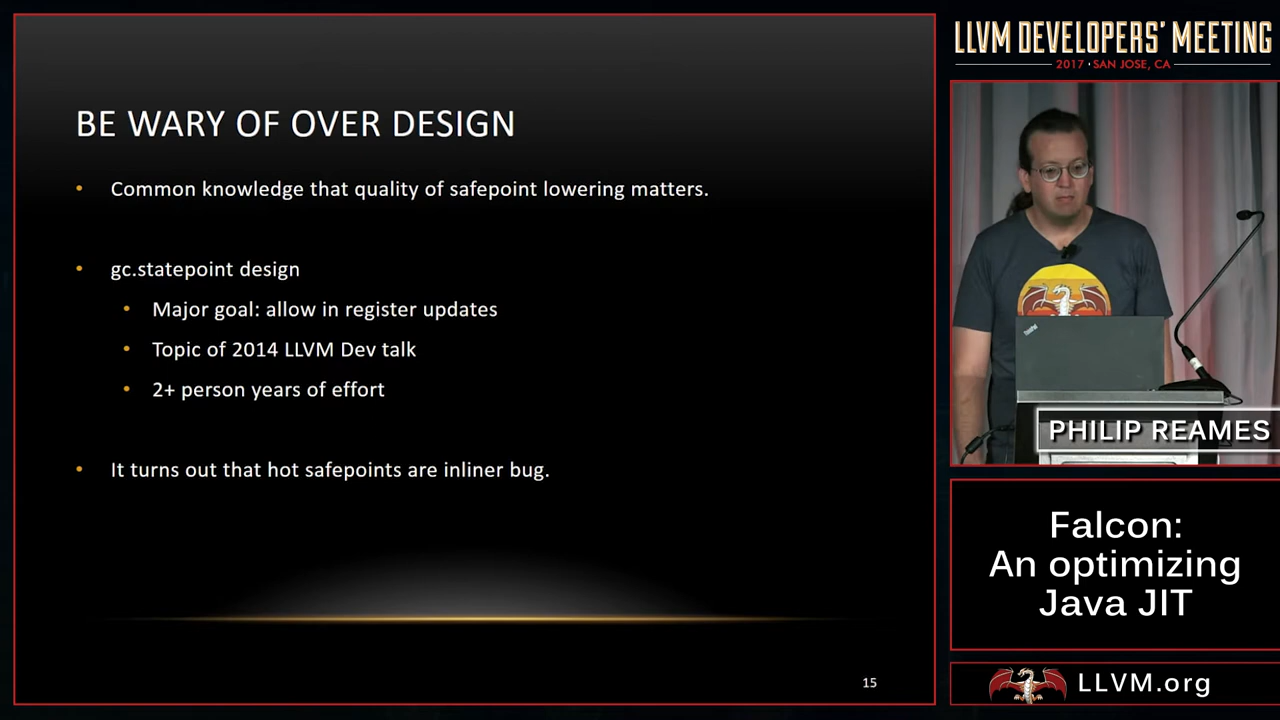 BE WARY OF OVER DESIGN
• Common knowledge that quality of safepoint lowering matters.
• gc.statepoint design
• Major goal: allow in register updates
• Topic of 2014 LLVM Dev talk
• 2+ person years of effort
• It turns out that hot safepoints are inliner bug.
15
LLVM DEVELOPERS' MEETING
2017 • SAN JOSE, CA
ThinkPad
PHILIP REAMES
Falcon:
An optimizing
Java JIT
LLVM.org